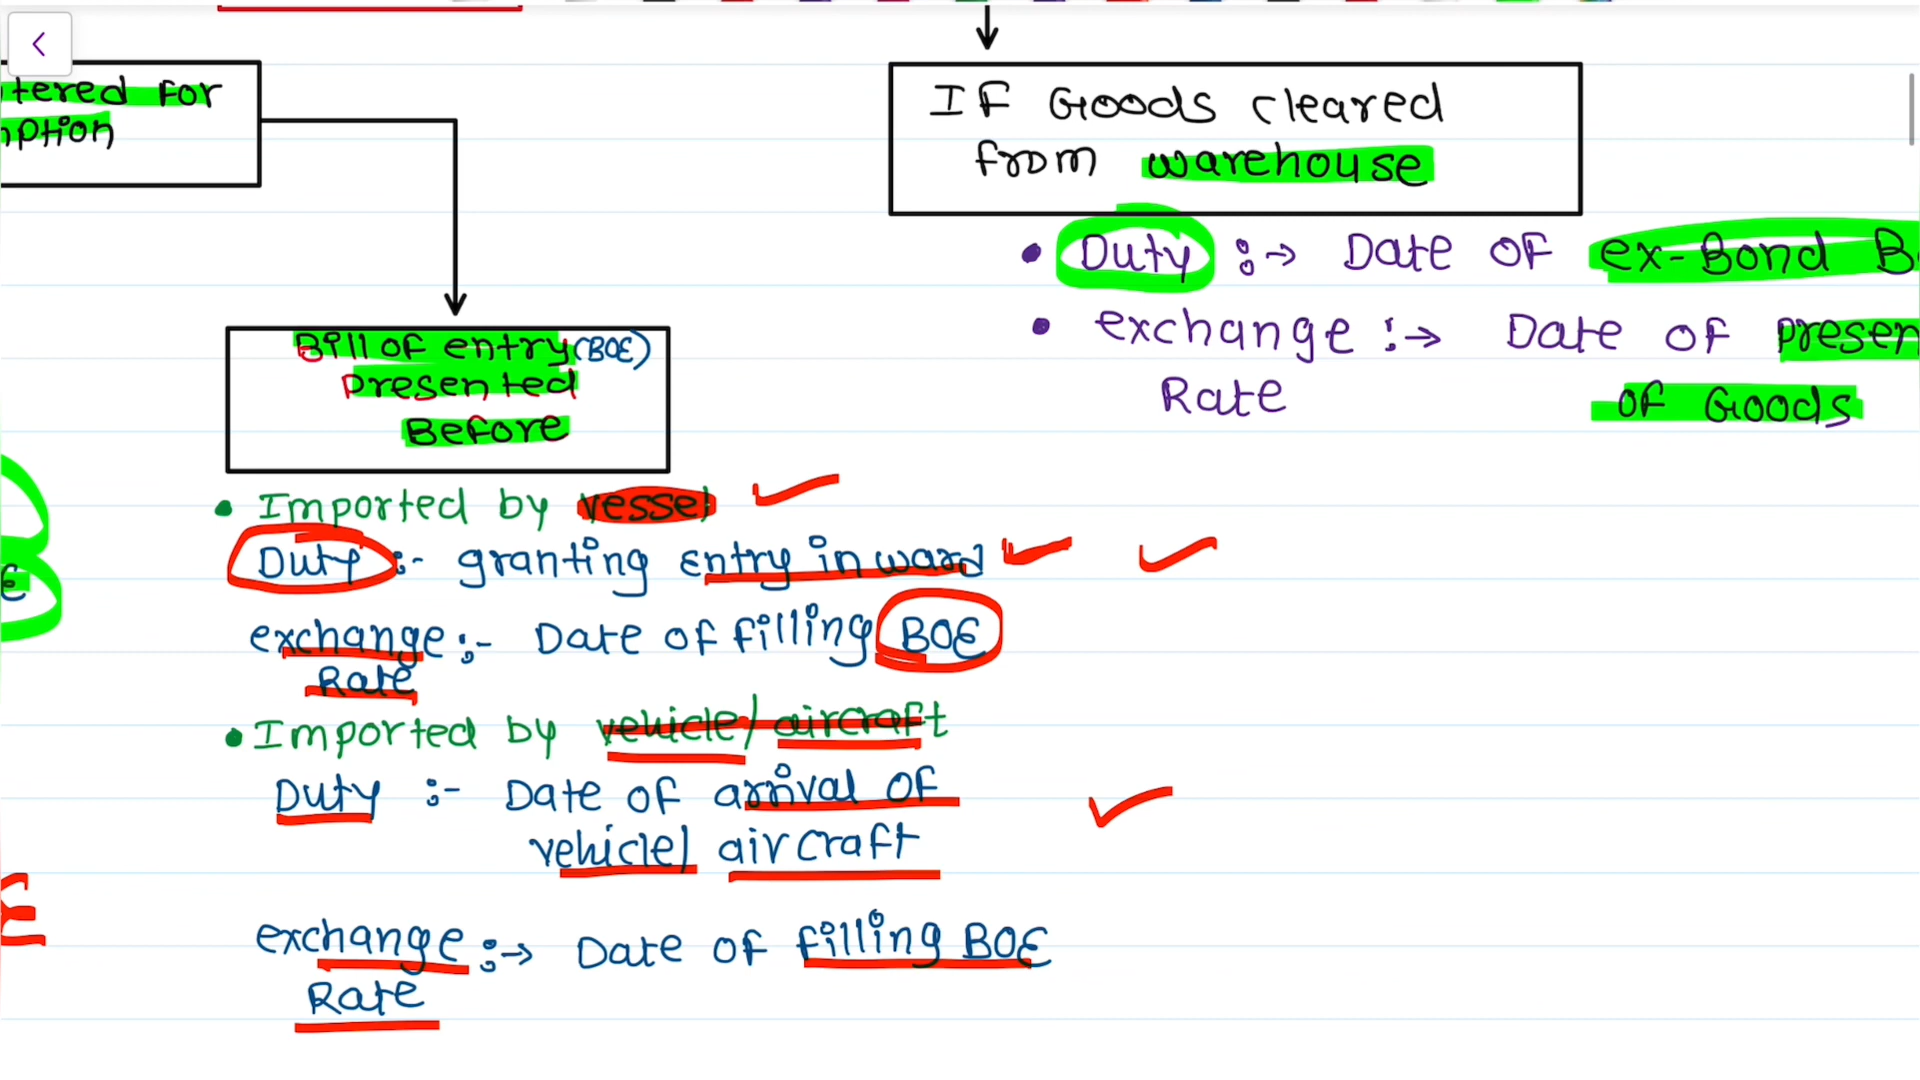 tered For
nption
IF Goods cleared
from warehouse
• Duty :→ Date OF ex-Bond B
• exchange :→ Date OF presen
Rate OF Goods
Bill OF entry (BOE)
Presented
Before
• Imported by vessel
Duty :- granting Entry inward
exchange :- Date OF Filling BOE
Rate
• Imported by vehicle/ aircraft
Duty :- Date OF arrival OF
vehicle/ aircraft
exchange :→ Date OF Filling BOE
Rate